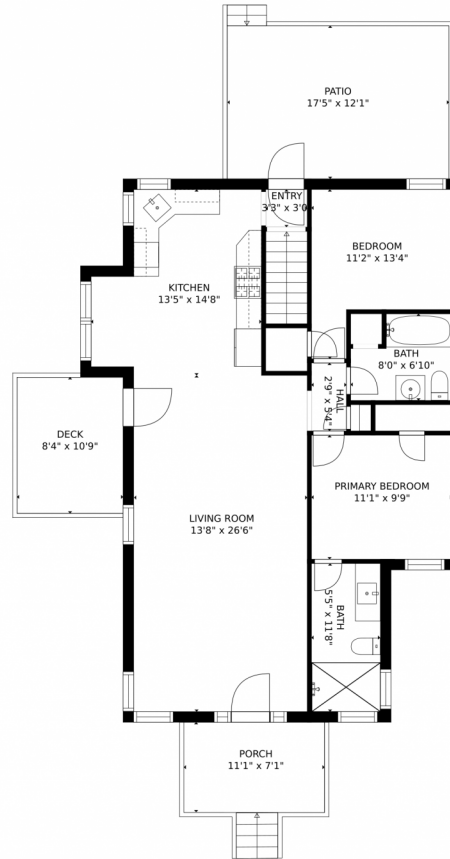 PATIO
17'5" x 12'1"
ENTRY
3'3" x 3'0
BEDROOM
11'2" x 13'4"
KITCHEN
13'5" x 14'8"
BATH
8'0" x 6'10"
HALL
2'9" x 5'4"
DECK
8'4" x 10'9"
PRIMARY BEDROOM
11'1" x 9'9"
LIVING ROOM
13'8" x 26'6"
BATH
5'5" x 11'8"
PORCH
11'1" x 7'1"